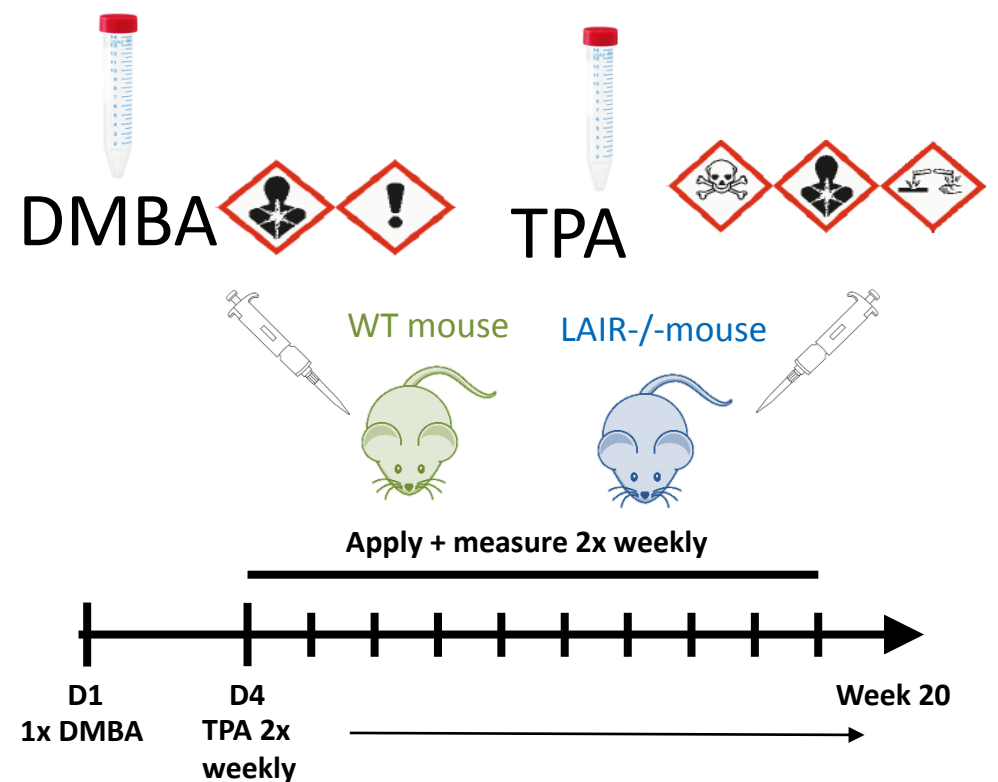 DMBA
TPA
WT mouse
LAIR-/-mouse
Apply + measure 2x weekly
D1
1x DMBA
D4
TPA 2x
weekly
Week 20